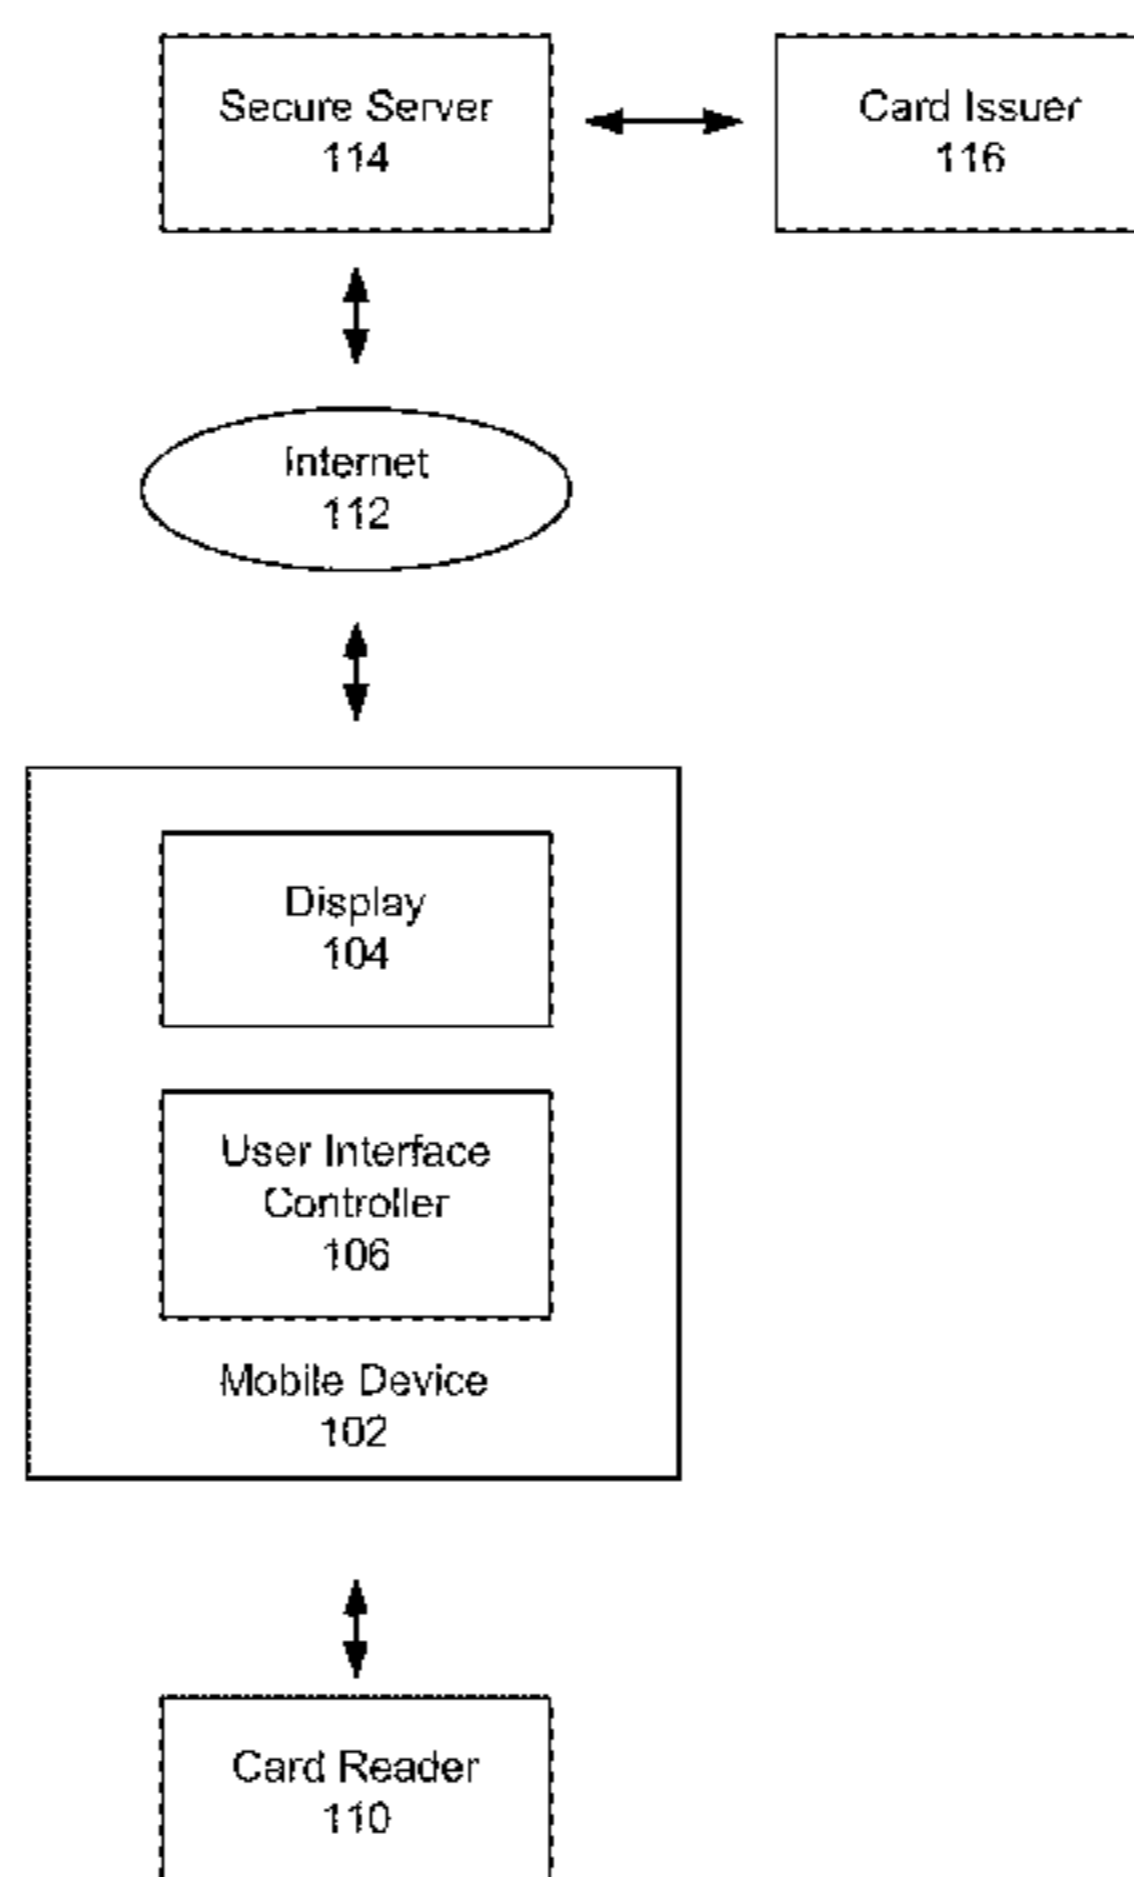 Secure Server
114
Card Issuer
116
Internet
112
Display
104
User Interface
Controller
106
Mobile Device
102
Card Reader
110